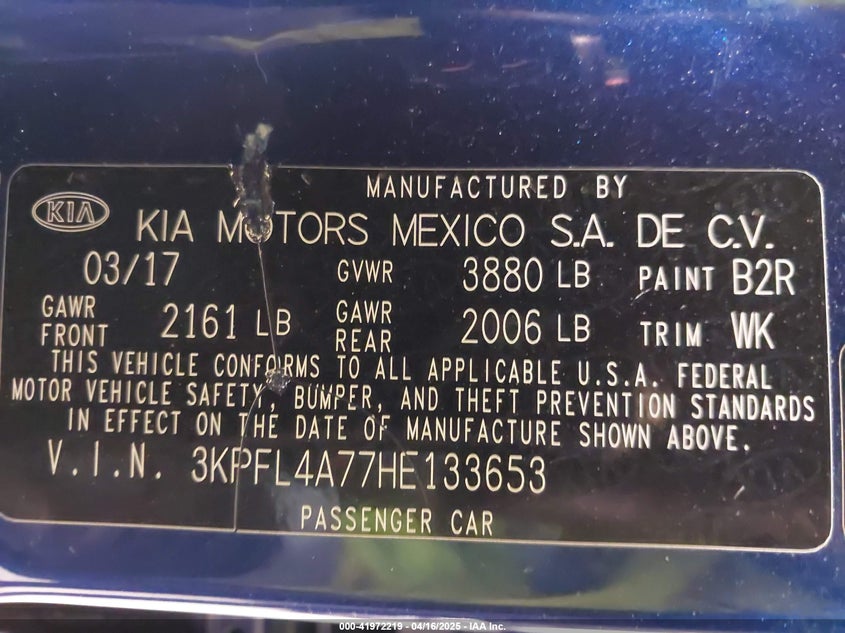 MANUFACTURED BY
KIA KIA MOTORS MEXICO S.A. DE C.V.
03/17 GVWR 3880 LB PAINT B2R
GAWR FRONT 2161 LB GAWR REAR 2006 LB TRIM WK
THIS VEHICLE CONFORMS TO ALL APPLICABLE U.S.A. FEDERAL
MOTOR VEHICLE SAFETY, BUMPER, AND THEFT PREVENTION STANDARDS
IN EFFECT ON THE DATE OF MANUFACTURE SHOWN ABOVE.
V.I.N. 3KPFL4A77HE133653
PASSENGER CAR
000-41972219 - 04/16/2025 - IAA Inc.